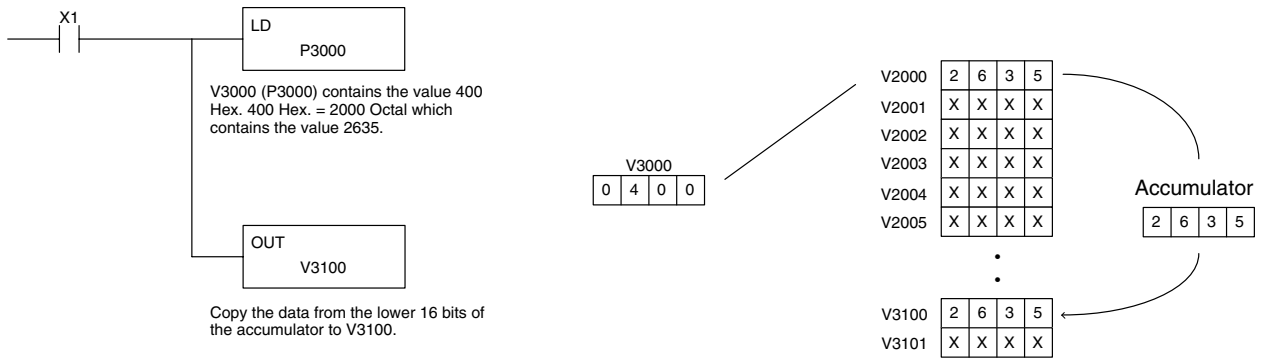 X1
LD
P3000
V3000 (P3000) contains the value 400
Hex. 400 Hex. = 2000 Octal which
contains the value 2635.
OUT
V3100
Copy the data from the lower 16 bits of
the accumulator to V3100.
V3000
0 4 0 0
V2000 2 6 3 5
V2001 X X X X
V2002 X X X X
V2003 X X X X
V2004 X X X X
V2005 X X X X
Accumulator
2 6 3 5
V3100 2 6 3 5
V3101 X X X X